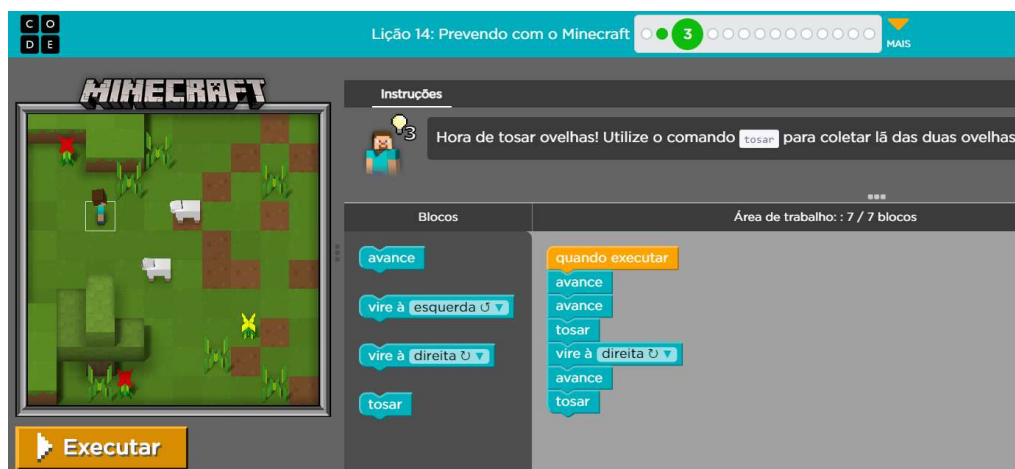 C O
D E
Lição 14: Prevendo com o Minecraft
3
MAIS
MINECRAFT
Instruções
3
Hora de tosar ovelhas! Utilize o comando tosar para coletar lã das duas ovelhas
Blocos
Área de trabalho: : 7 / 7 blocos
avance
vire à esquerda ↺ ▼
vire à direita ↻ ▼
tosar
quando executar
avance
avance
tosar
vire à direita ↻ ▼
avance
tosar
Executar